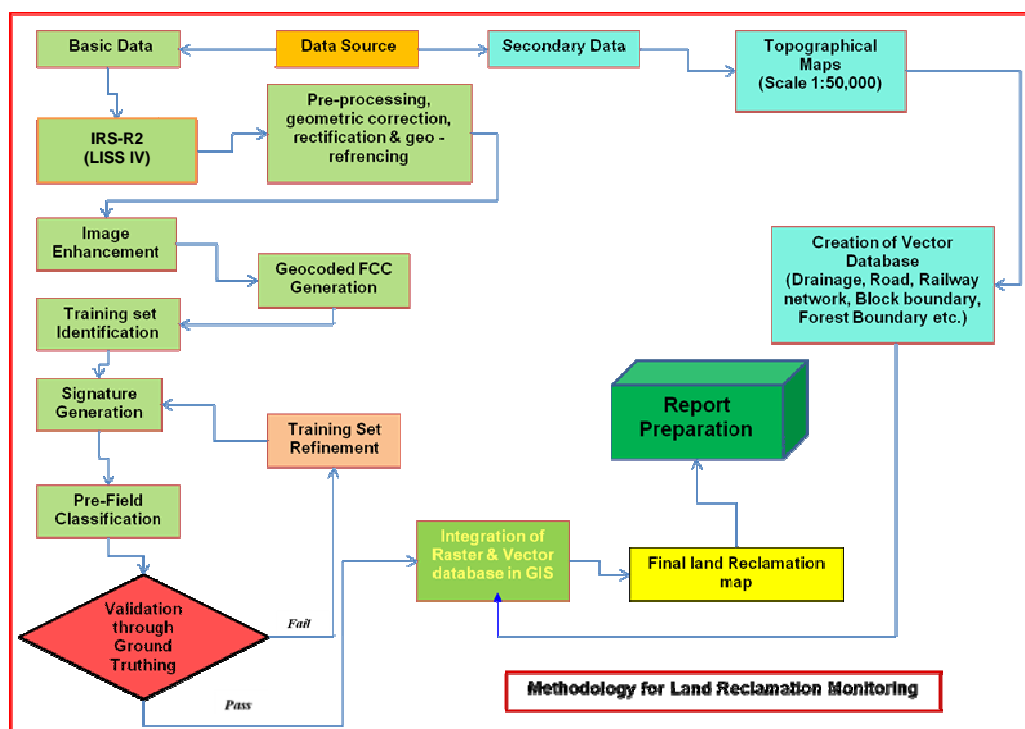 Basic Data
Data Source
Secondary Data
Topographical
Maps
(Scale 1:50,000)
IRS-R2
(LISS IV)
Pre-processing,
geometric correction,
rectification & geo -
refrencing
Image
Enhancement
Geocoded FCC
Generation
Creation of Vector
Database
(Drainage, Road, Railway
network, Block boundary,
Forest Boundary etc.)
Training set
Identification
Signature
Generation
Training Set
Refinement
Report
Preparation
Pre-Field
Classification
Integration of
Raster & Vector
database in GIS
Final land Reclamation
map
Validation
through
Ground
Truthing
Fail
Pass
Methodology for Land Reclamation Monitoring